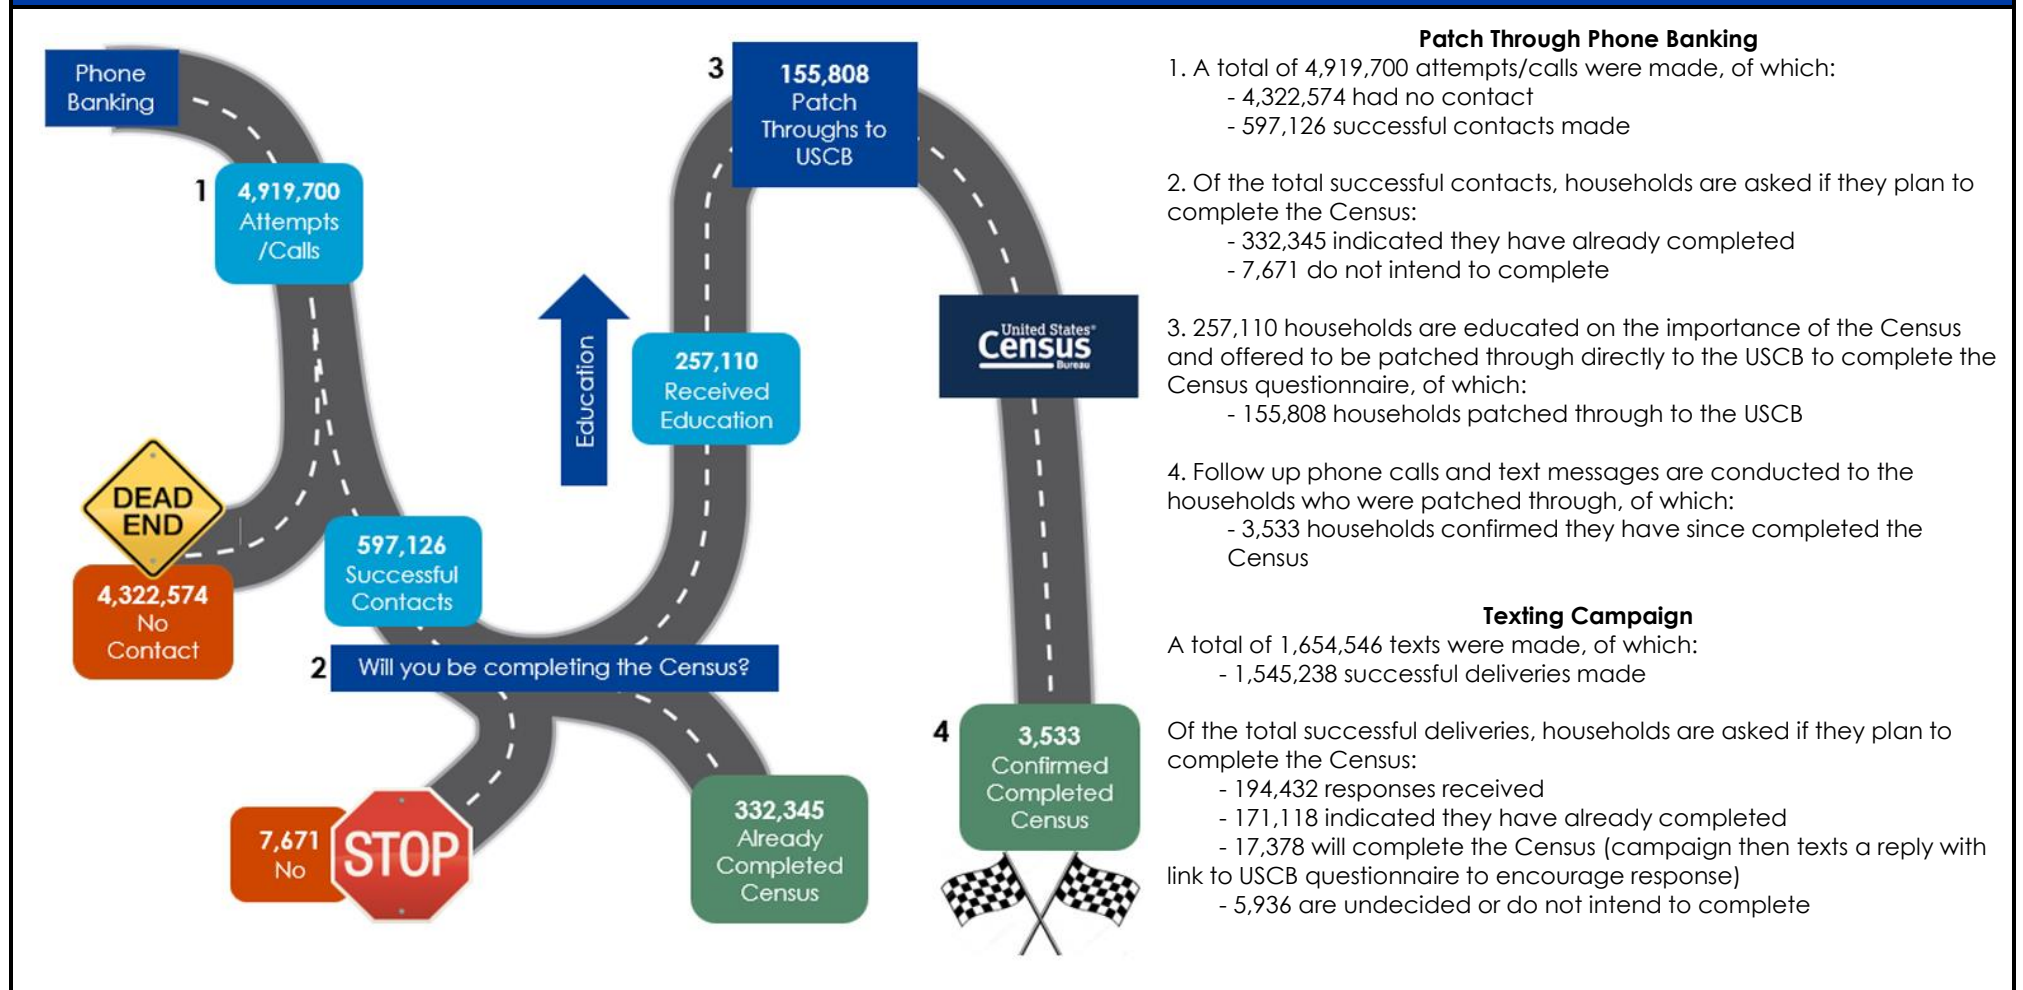 Phone
Banking
1
4,919,700
Attempts
/Calls
DEAD
END
4,322,574
No
Contact
597,126
Successful
Contacts
2
Will you be completing the Census?
7,671
No
STOP
332,345
Already
Completed
Census
Education
257,110
Received
Education
3
155,808
Patch
Throughs to
USCB
United States®
Census
Bureau
4
3,533
Confirmed
Completed
Census
Patch Through Phone Banking
1. A total of 4,919,700 attempts/calls were made, of which:
- 4,322,574 had no contact
- 597,126 successful contacts made
2. Of the total successful contacts, households are asked if they plan to
complete the Census:
- 332,345 indicated they have already completed
- 7,671 do not intend to complete
3. 257,110 households are educated on the importance of the Census
and offered to be patched through directly to the USCB to complete the
Census questionnaire, of which:
- 155,808 households patched through to the USCB
4. Follow up phone calls and text messages are conducted to the
households who were patched through, of which:
- 3,533 households confirmed they have since completed the
Census
Texting Campaign
A total of 1,654,546 texts were made, of which:
- 1,545,238 successful deliveries made
Of the total successful deliveries, households are asked if they plan to
complete the Census:
- 194,432 responses received
- 171,118 indicated they have already completed
- 17,378 will complete the Census (campaign then texts a reply with
link to USCB questionnaire to encourage response)
- 5,936 are undecided or do not intend to complete